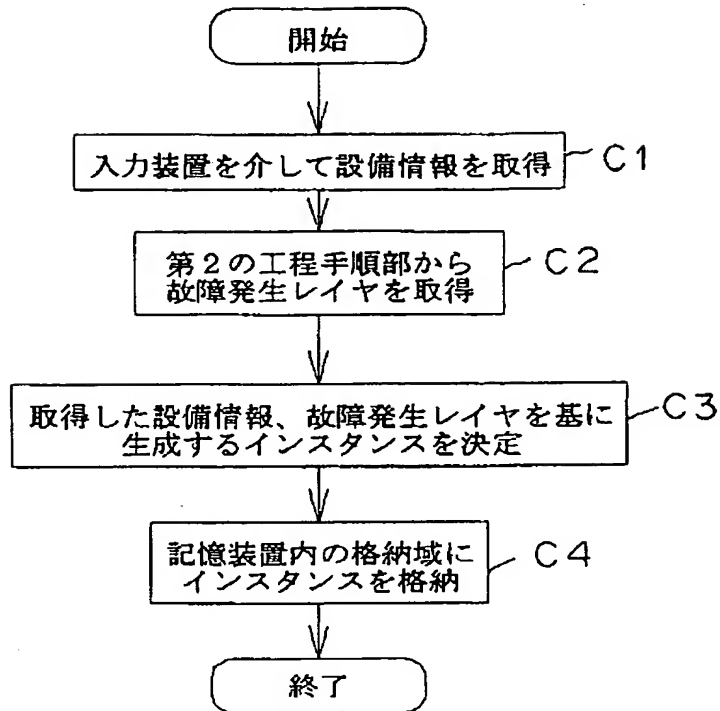 開始
入力装置を介して設備情報を取得
C1
第2の工程手順部から
故障発生レイヤを取得
C2
取得した設備情報、故障発生レイヤを基に
生成するインスタンスを決定
C3
記憶装置内の格納域に
インスタンスを格納
C4
終了